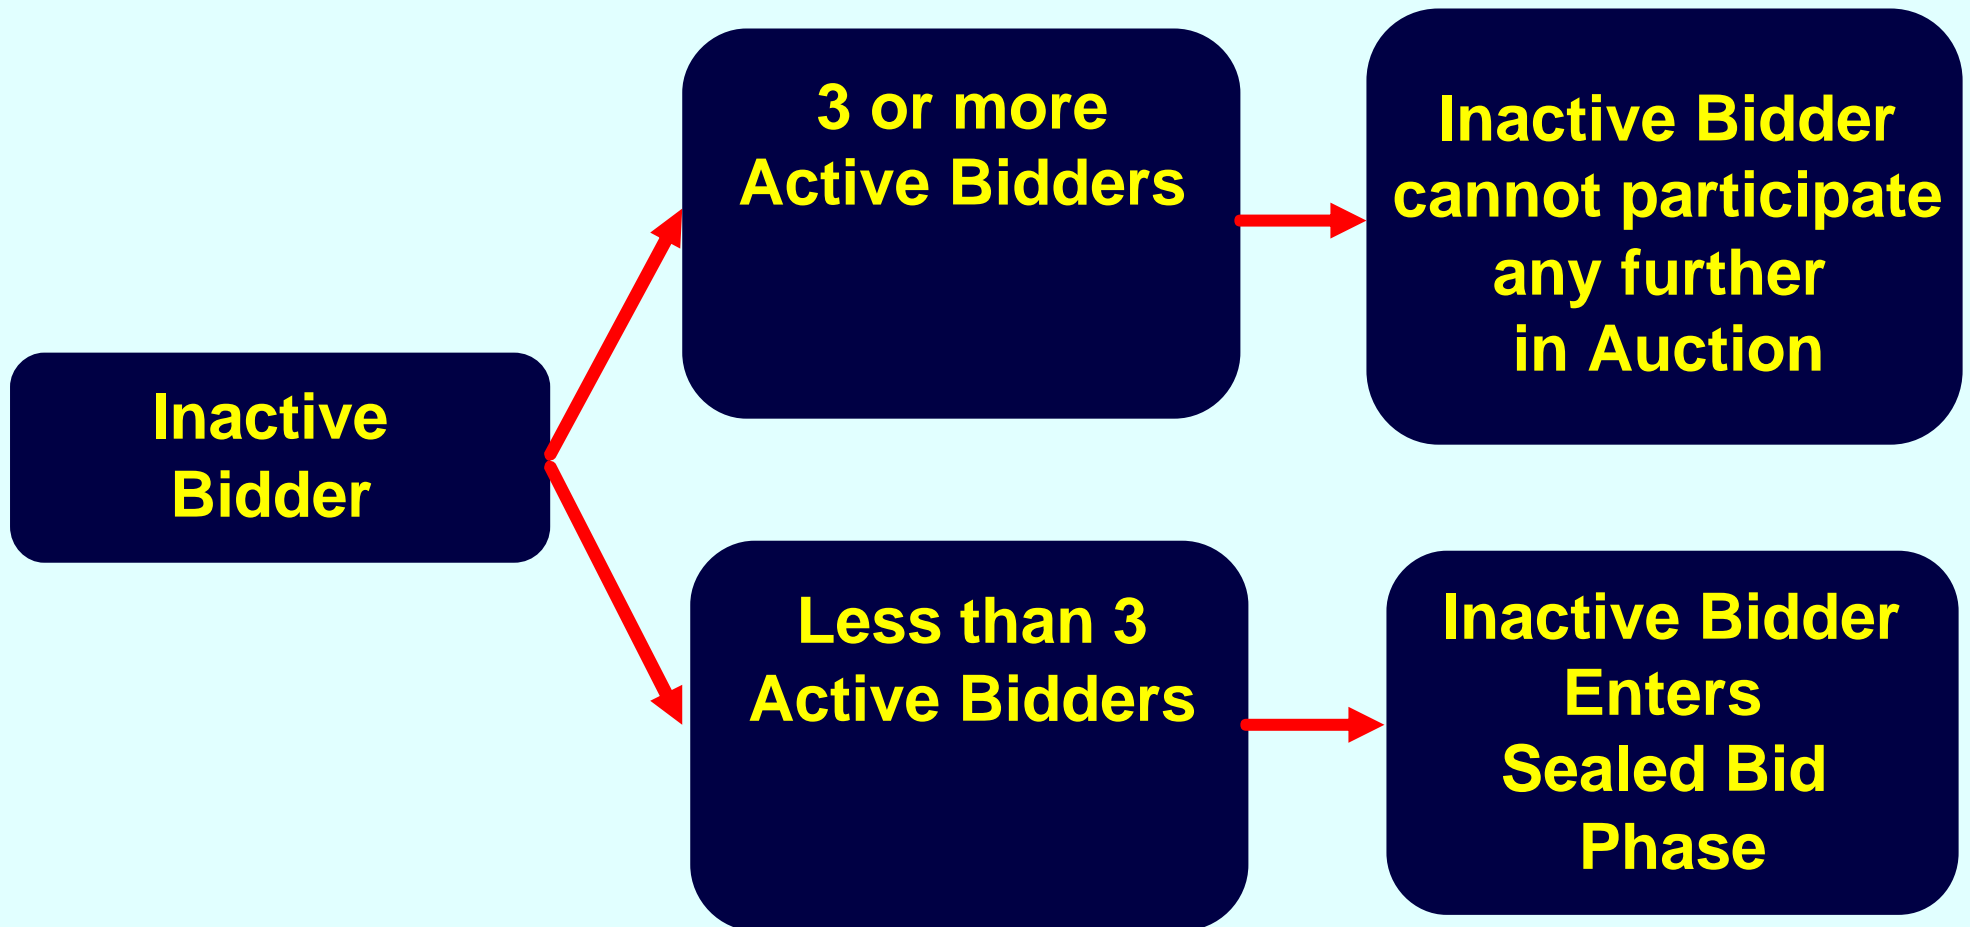 Inactive
Bidder
3 or more
Active Bidders
Inactive Bidder
cannot participate
any further
in Auction
Less than 3
Active Bidders
Inactive Bidder
Enters
Sealed Bid
Phase